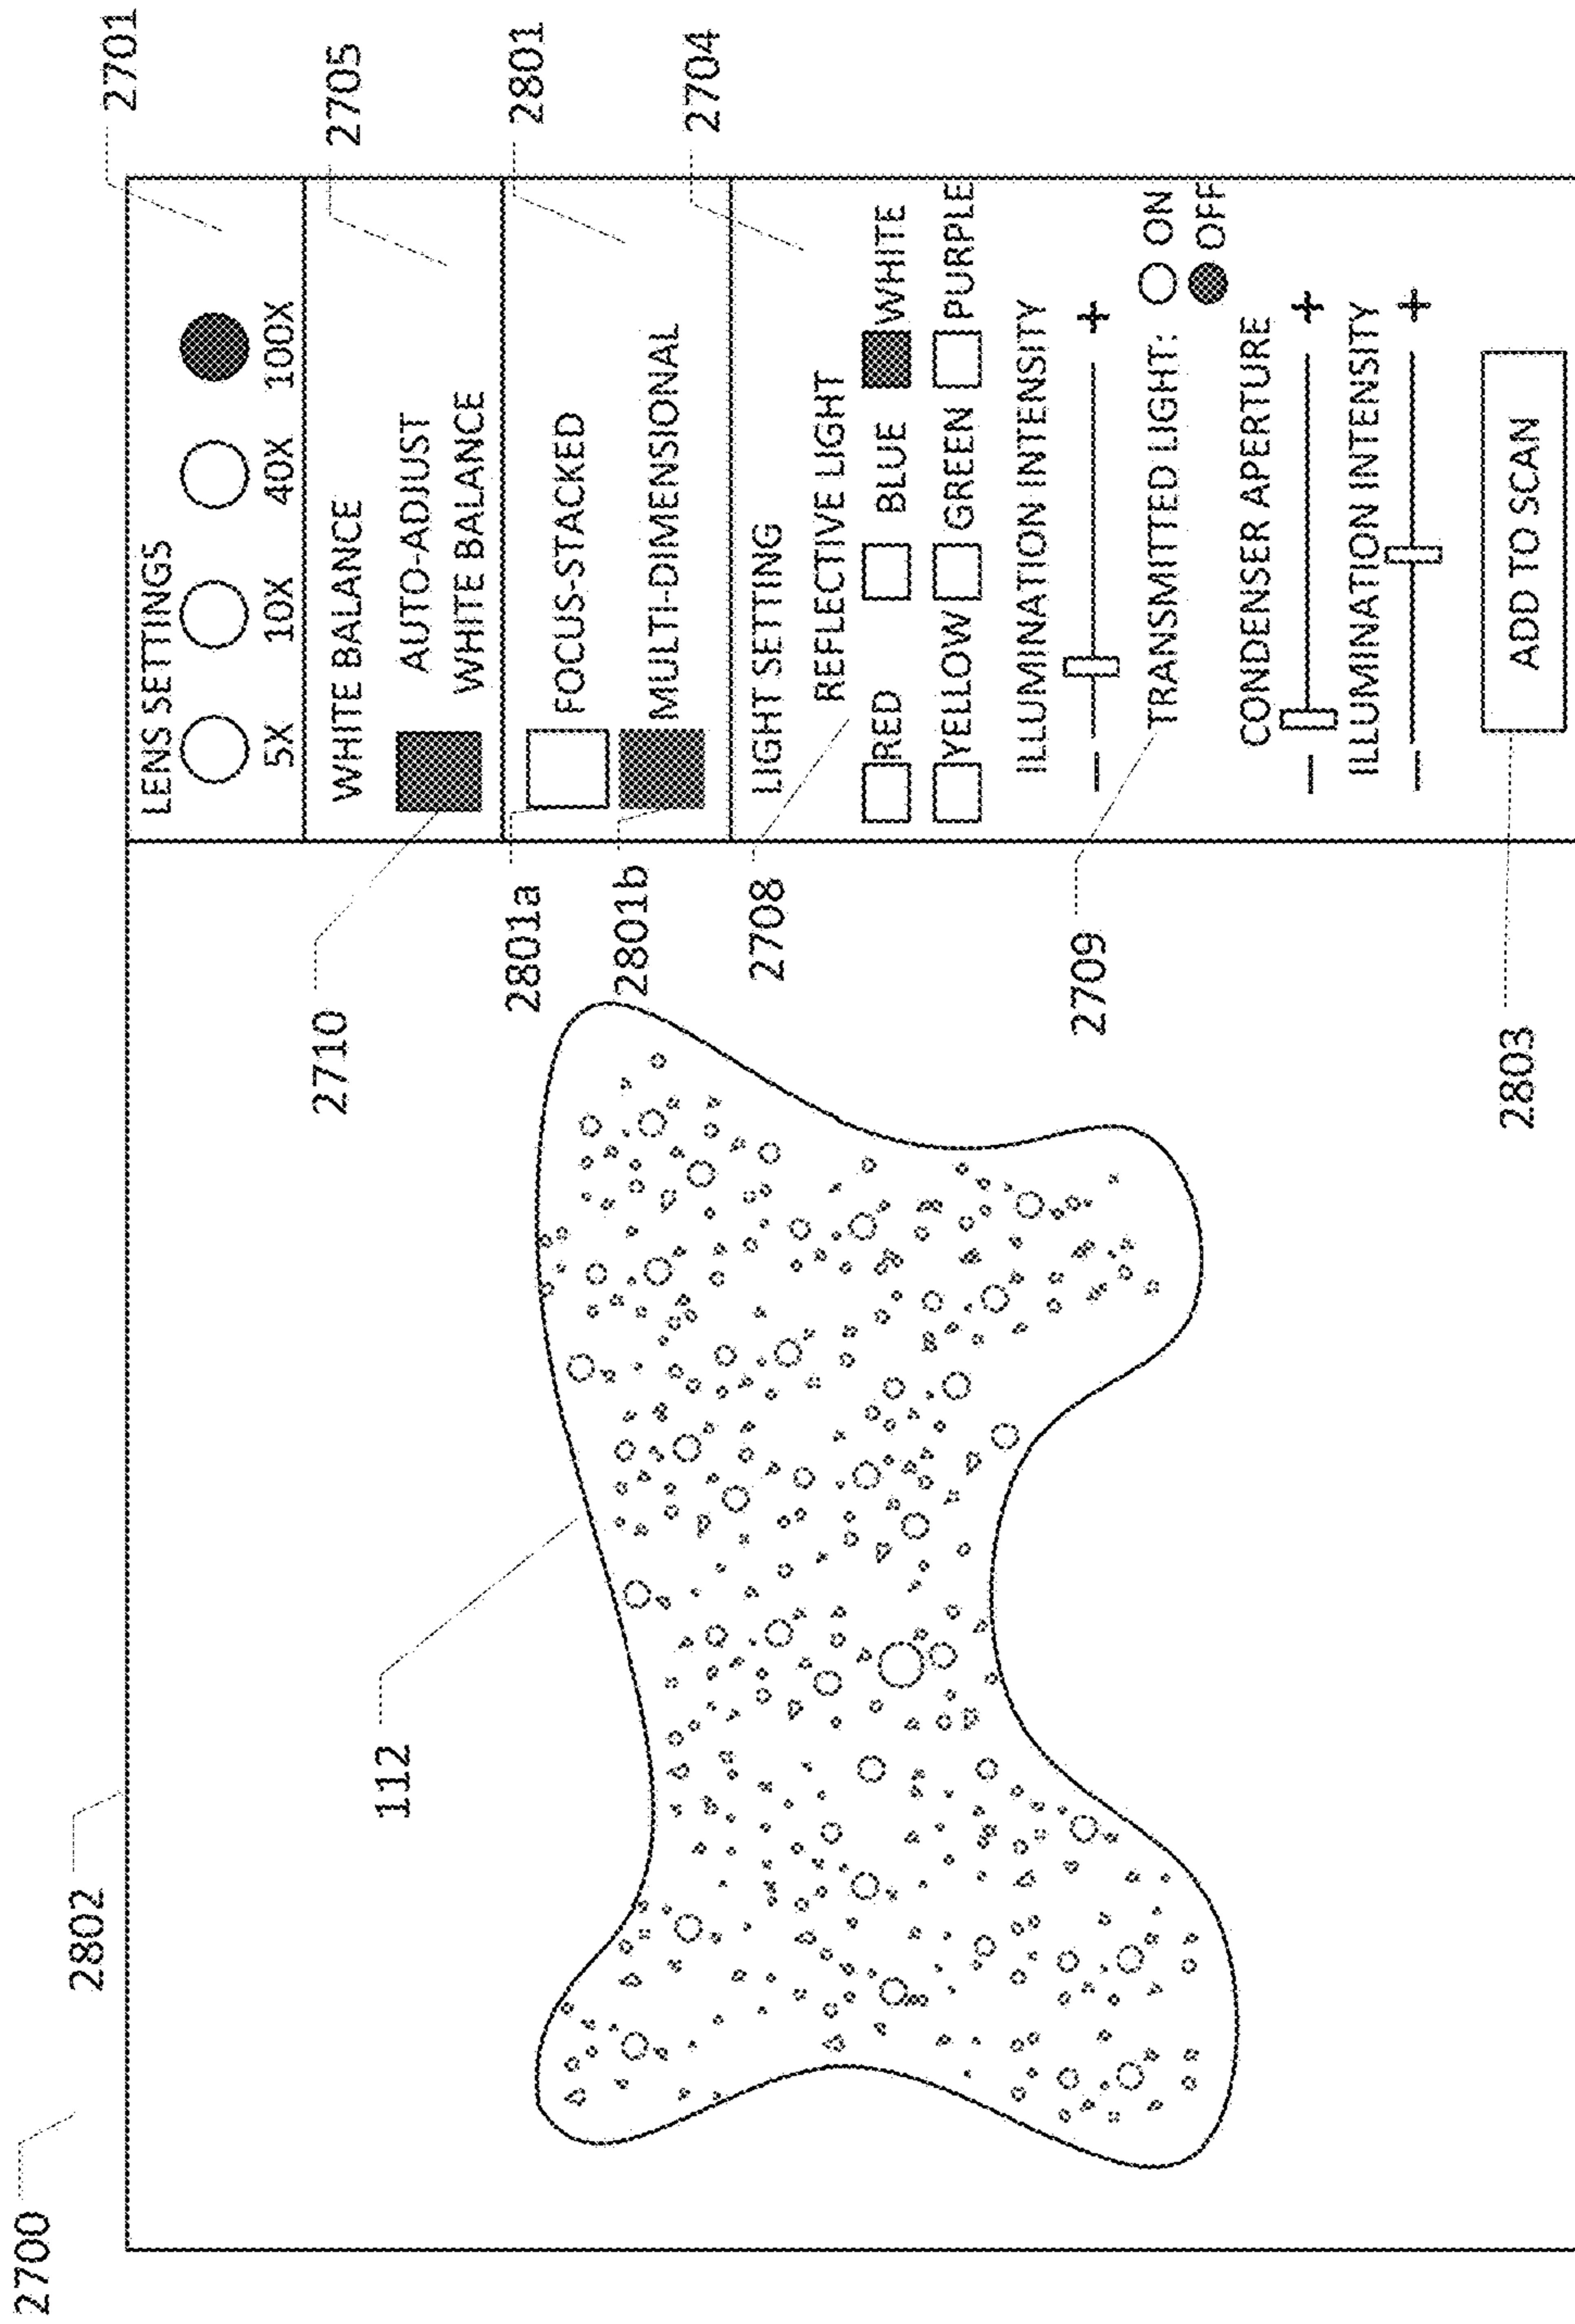 2700
2802
112
2710
2801a
2801b
2708
2709
2803
LENS SETTINGS
5X 10X 40X 100X
2701
WHITE BALANCE
AUTO-ADJUST
WHITE BALANCE
2705
FOCUS-STACKED
MULTI-DIMENSIONAL
2801
LIGHT SETTING
2704
REFLECTIVE LIGHT
RED BLUE WHITE
YELLOW GREEN PURPLE
ILLUMINATION INTENSITY
- +
TRANSMITTED LIGHT: ON
OFF
CONDENSER APERTURE
- +
ILLUMINATION INTENSITY
- +
ADD TO SCAN